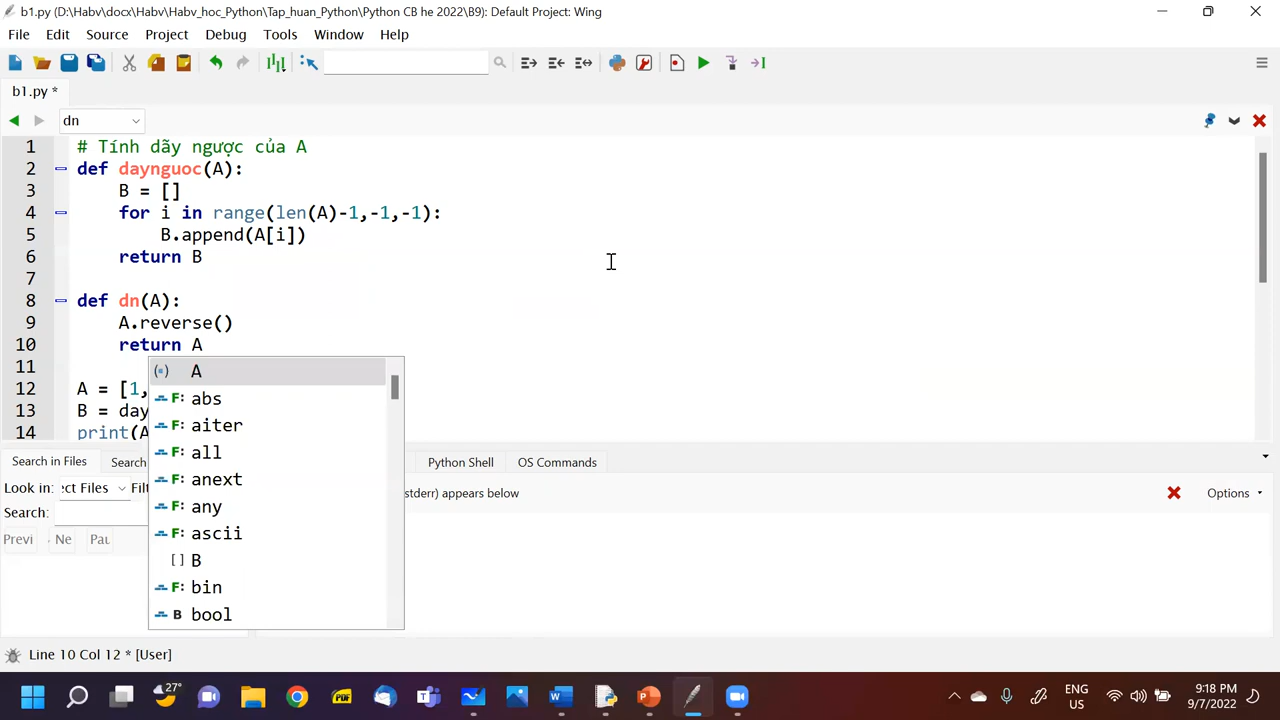 b1.py (D:\Habv\docx\Habv\Habv_hoc_Python\Tap_huan_Python\Python CB he 2022\B9): Default Project: Wing
File Edit Source Project Debug Tools Window Help
b1.py *
dn
1 # Tính dãy ngược của A
2 def daynguoc(A):
3 B = []
4 for i in range(len(A)-1,-1,-1):
5 B.append(A[i])
6 return B
7
8 def dn(A):
9 A.reverse()
10 return A
11
12 A = [1,
13 B = day
14 print(A
A
F: abs
F: aiter
F: all
F: anext
F: any
F: ascii
[] B
F: bin
B bool
Search in Files Search Python Shell OS Commands
Look in: ect Files Filt stderr) appears below Options
Search:
Previ Ne Pau
Line 10 Col 12 * [User]
27°
PDF
ENG
US
9:18 PM
9/7/2022